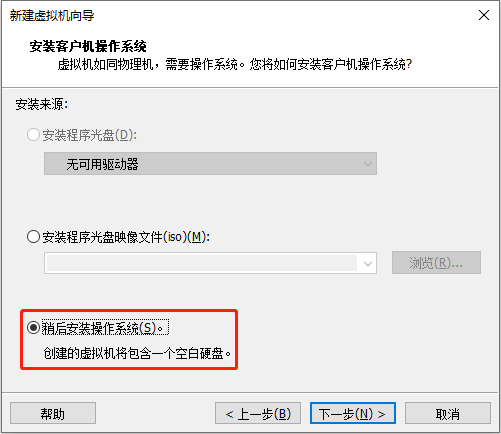 新建虚拟机向导
安装客户机操作系统
虚拟机如同物理机，需要操作系统。您将如何安装客户机操作系统?
安装来源:
安装程序光盘(D):
无可用驱动器
安装程序光盘映像文件(iso)(M):
浏览(R)...
稍后安装操作系统(S)。
创建的虚拟机将包含一个空白硬盘。
帮助
< 上一步(B)
下一步(N) >
取消